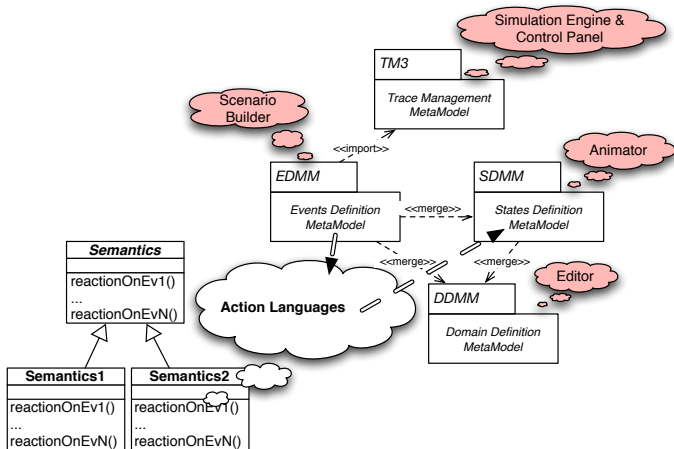 Simulation Engine &
Control Panel
TM3
Trace Management
MetaModel
Scenario
Builder
<<import>>
Animator
EDMM
SDMM
Events Definition
MetaModel
<<merge>>
States Definition
MetaModel
Semantics
reactionOnEv1()
...
reactionOnEvN()
<<merge>>
<<merge>>
Editor
Action Languages
DDMM
Domain Definition
MetaModel
Semantics1
reactionOnEv1()
...
reactionOnEvN()
Semantics2
reactionOnEv1()
...
reactionOnEvN()